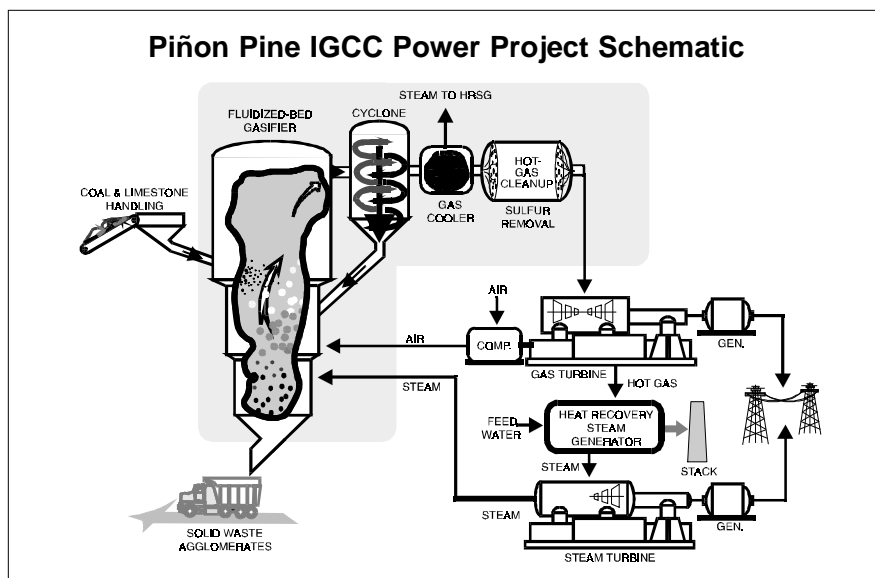 Piñon Pine IGCC Power Project Schematic
STEAM TO HRSG
FLUIDIZED-BED
GASIFIER
CYCLONE
HOT-
GAS
CLEANUP
COAL & LIMESTONE
HANDLING
GAS
COOLER
SULFUR
REMOVAL
AIR
AIR
COMP.
GEN.
GAS TURBINE
STEAM
HOT GAS
FEED
WATER
HEAT RECOVERY
STEAM
GENERATOR
STEAM
STACK
STEAM
GEN.
SOLID WASTE
AGGLOMERATES
STEAM TURBINE